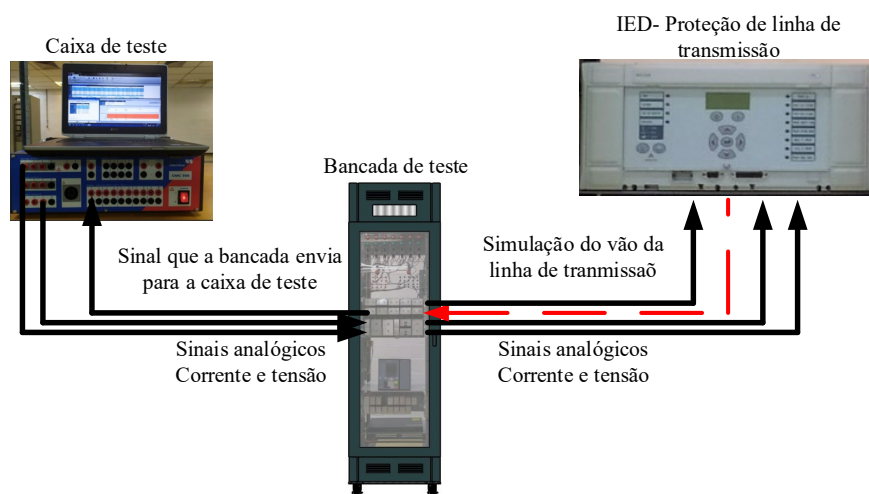 Caixa de teste
IED- Proteção de linha de
transmissão
Bancada de teste
Sinal que a bancada envia
para a caixa de teste
Simulação do vão da
linha de tranmissaõ
Sinais analógicos
Corrente e tensão
Sinais analógicos
Corrente e tensão